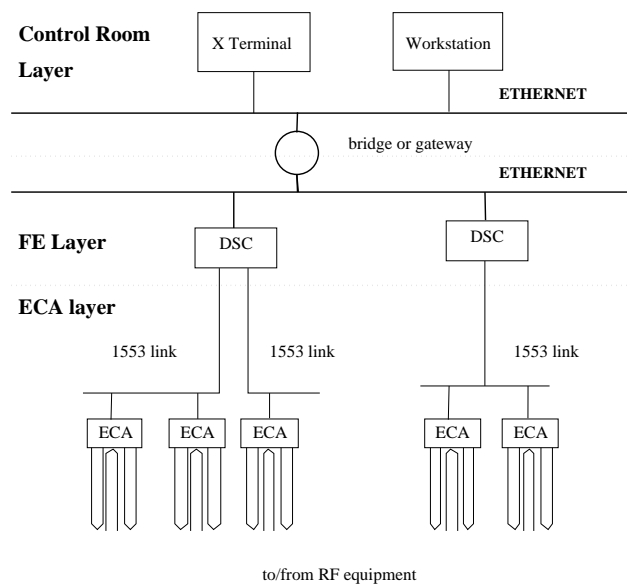 Control Room
Layer
X Terminal
Workstation
ETHERNET
bridge or gateway
ETHERNET
FE Layer
DSC
DSC
ECA layer
1553 link
1553 link
1553 link
ECA
ECA
ECA
ECA
ECA
to/from RF equipment